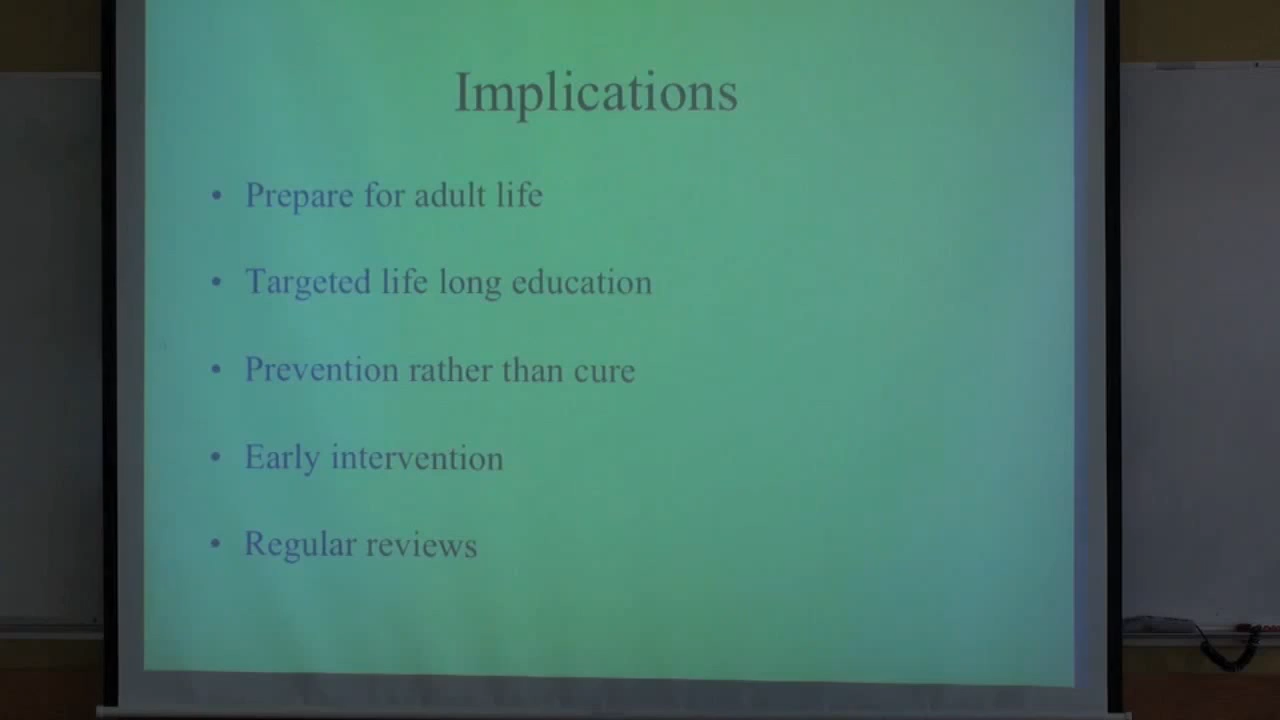 Implications
• Prepare for adult life
• Targeted life long education
• Prevention rather than cure
• Early intervention
• Regular reviews